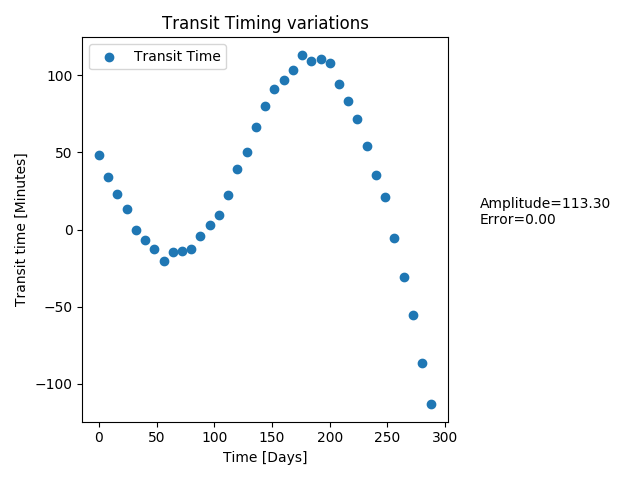 Transit Timing variations
Transit Time
Transit time [Minutes]
100
50
0
−50
−100
0 50 100 150 200 250 300
Time [Days]
Amplitude=113.30
Error=0.00